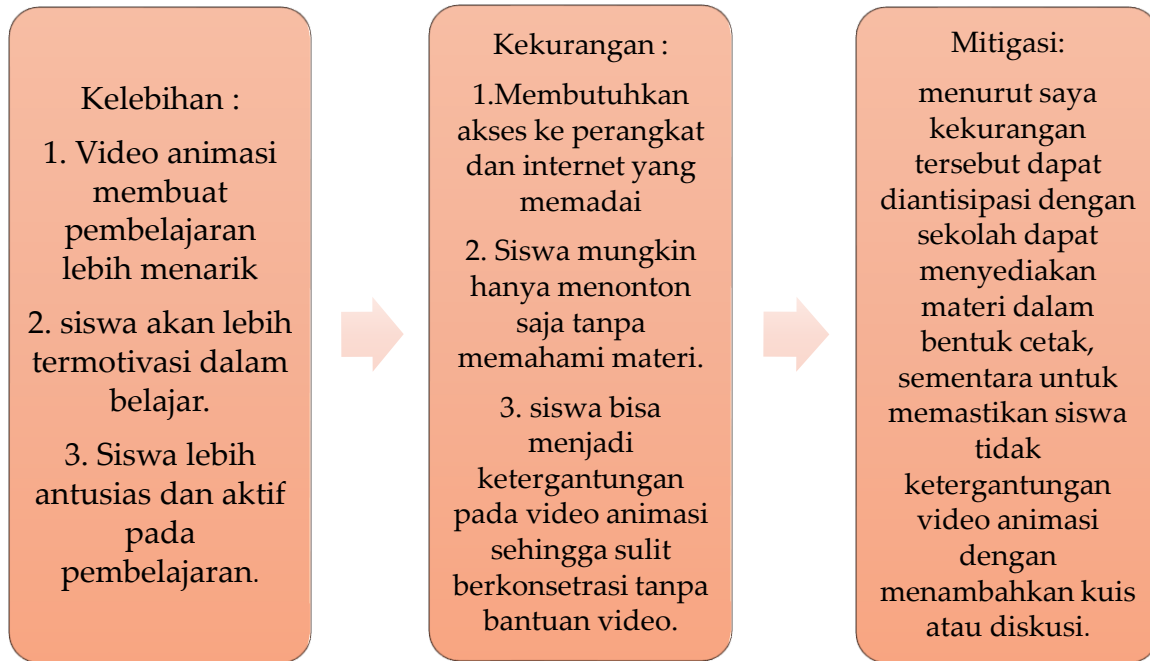 Kelebihan :
1. Video animasi
membuat
pembelajaran
lebih menarik
2. siswa akan lebih
termotivasi dalam
belajar.
3. Siswa lebih
antusias dan aktif
pada
pembelajaran.
Kekurangan :
1.Membutuhkan
akses ke perangkat
dan internet yang
memadai
2. Siswa mungkin
hanya menonton
saja tanpa
memahami materi.
3. siswa bisa
menjadi
ketergantungan
pada video animasi
sehingga sulit
berkonsetrasi tanpa
bantuan video.
Mitigasi:
menurut saya
kekurangan
tersebut dapat
diantisipasi dengan
sekolah dapat
menyediakan
materi dalam
bentuk cetak,
sementara untuk
memastikan siswa
tidak
ketergantungan
video animasi
dengan
menambahkan kuis
atau diskusi.